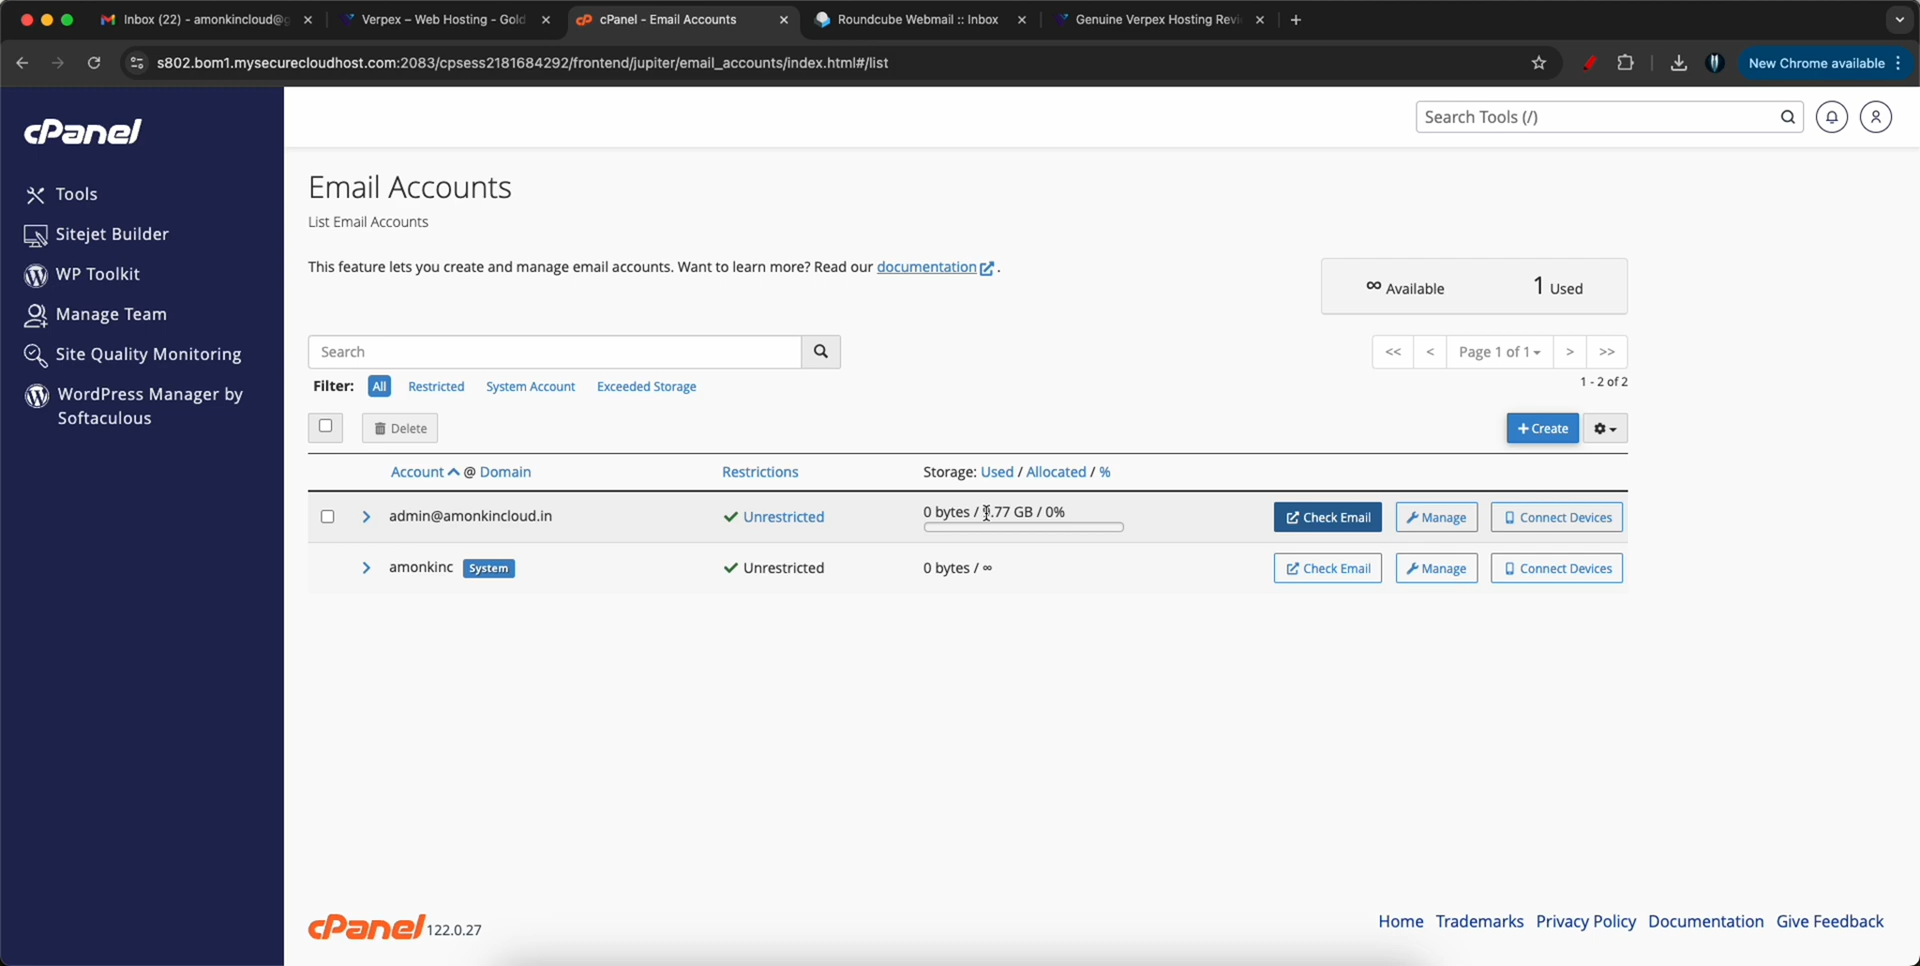 Inbox (22) - amonkincloud@g
Verpex – Web Hosting - Gold
cPanel - Email Accounts
Roundcube Webmail :: Inbox
Genuine Verpex Hosting Revi
s802.bom1.mysecurecloudhost.com:2083/cpsess2181684292/frontend/jupiter/email_accounts/index.html#/list
New Chrome available
cPanel
Search Tools (/)
Tools
Sitejet Builder
WP Toolkit
Manage Team
Site Quality Monitoring
WordPress Manager by
Softaculous
Email Accounts
List Email Accounts
This feature lets you create and manage email accounts. Want to learn more? Read our documentation .
∞ Available 1 Used
Search
<< < Page 1 of 1 > >>
Filter: All Restricted System Account Exceeded Storage
1 - 2 of 2
Delete
+ Create
Account @ Domain Restrictions Storage: Used / Allocated / %
admin@amonkincloud.in Unrestricted 0 bytes / .77 GB / 0% Check Email Manage Connect Devices
amonkinc System Unrestricted 0 bytes / ∞ Check Email Manage Connect Devices
cPanel 122.0.27
Home Trademarks Privacy Policy Documentation Give Feedback